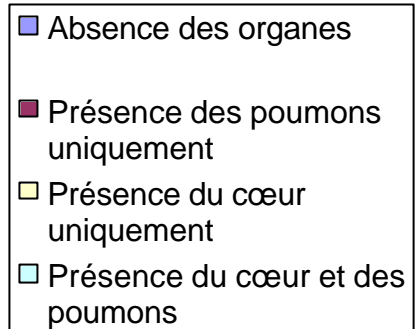 Absence des organes
Présence des poumons
uniquement
Présence du cœur
uniquement
Présence du cœur et des
poumons